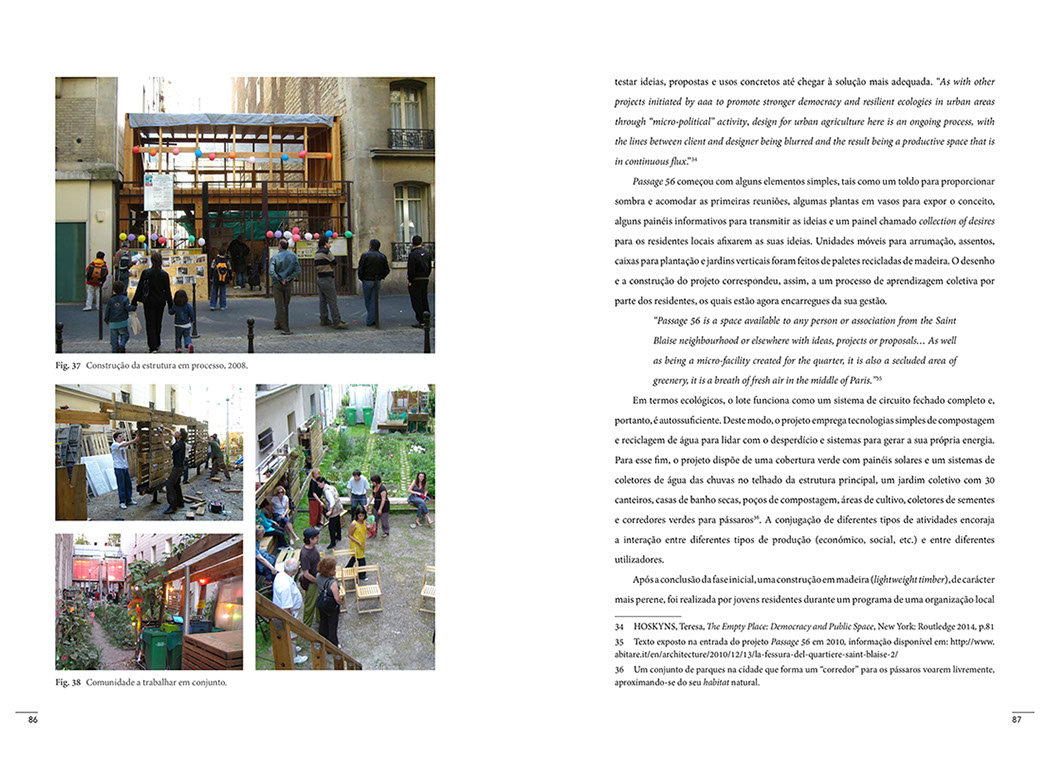 Fig. 37 Construção da estrutura em processo, 2008.
Fig. 38 Comunidade a trabalhar em conjunto.
86
testar ideias, propostas e usos concretos até chegar à solução mais adequada. “As with other
projects initiated by aaa to promote stronger democracy and resilient ecologies in urban areas
through “micro-political” activity, design for urban agriculture here is an ongoing process, with
the lines between client and designer being blurred and the result being a productive space that is
in continuous flux.”34
Passage 56 começou com alguns elementos simples, tais como um toldo para proporcionar
sombra e acomodar as primeiras reuniões, algumas plantas em vasos para expor o conceito,
alguns painéis informativos para transmitir as ideias e um painel chamado collection of desires
para os residentes locais afixarem as suas ideias. Unidades móveis para arrumação, assentos,
caixas para plantação e jardins verticais foram feitos de paletes recicladas de madeira. O desenho
e a construção do projeto correspondeu, assim, a um processo de aprendizagem coletiva por
parte dos residentes, os quais estão agora encarregues da sua gestão.
“Passage 56 is a space available to any person or association from the Saint
Blaise neighbourhood or elsewhere with ideas, projects or proposals… As well
as being a micro-facility created for the quarter, it is also a secluded area of
greenery, it is a breath of fresh air in the middle of Paris.”35
Em termos ecológicos, o lote funciona como um sistema de circuito fechado completo e,
portanto, é autossuficiente. Deste modo, o projeto emprega tecnologias simples de compostagem
e reciclagem de água para lidar com o desperdício e sistemas para gerar a sua própria energia.
Para esse fim, o projeto dispõe de uma cobertura verde com painéis solares e um sistemas de
coletores de água das chuvas no telhado da estrutura principal, um jardim coletivo com 30
canteiros, casas de banho secas, poços de compostagem, áreas de cultivo, coletores de sementes
e corredores verdes para pássaros36. A conjugação de diferentes tipos de atividades encoraja
a interação entre diferentes tipos de produção (económico, social, etc.) e entre diferentes
utilizadores.
Após a conclusão da fase inicial, uma construção em madeira (lightweight timber), de carácter
mais perene, foi realizada por jovens residentes durante um programa de uma organização local
34 HOSKYNS, Teresa, The Empty Place: Democracy and Public Space, New York: Routledge 2014, p.81
35 Texto exposto na entrada do projeto Passage 56 em 2010, informação disponível em: http://www.
abitare.it/en/architecture/2010/12/13/la-fessura-del-quartiere-saint-blaise-2/
36 Um conjunto de parques na cidade que forma um “corredor” para os pássaros voarem livremente,
aproximando-se do seu habitat natural.
87